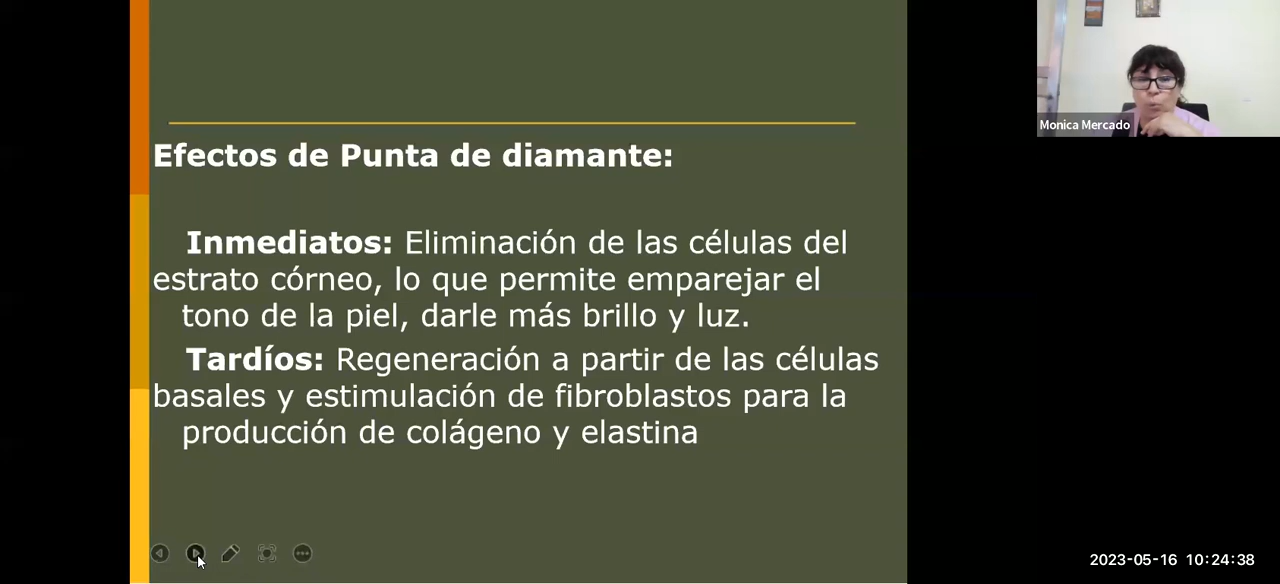 Efectos de Punta de diamante:
Inmediatos: Eliminación de las células del
estrato córneo, lo que permite emparejar el
tono de la piel, darle más brillo y luz.
Tardíos: Regeneración a partir de las células
basales y estimulación de fibroblastos para la
producción de colágeno y elastina
Monica Mercado
2023-05-16 10:24:38